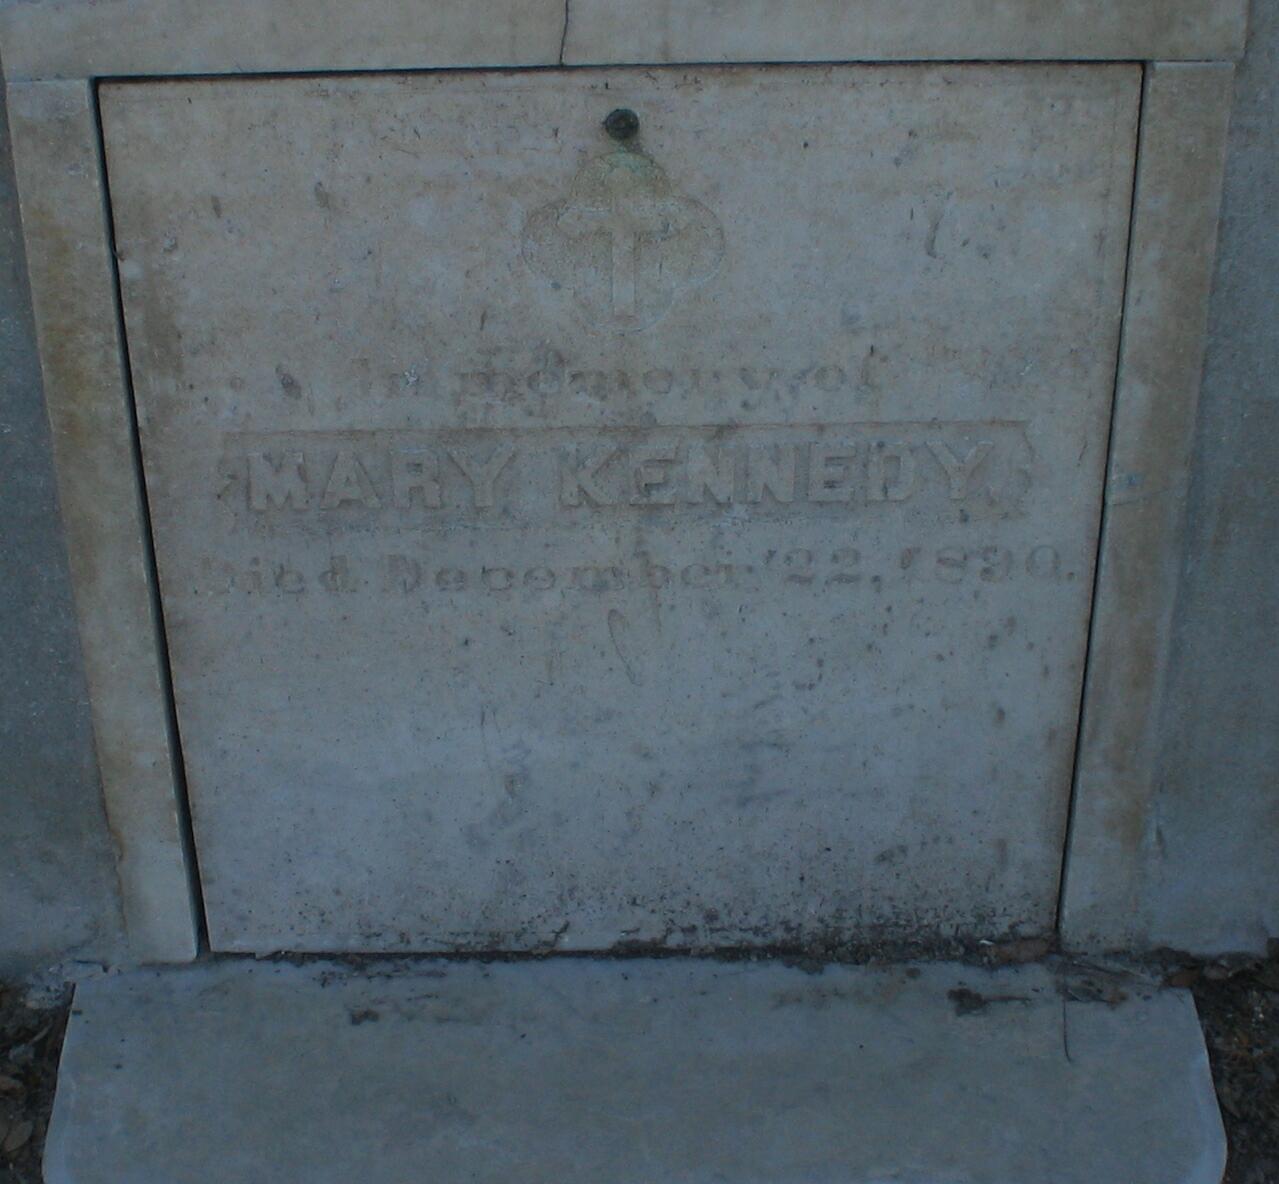 In memory of
MARY KENNEDY,
Died December 22, 1890.